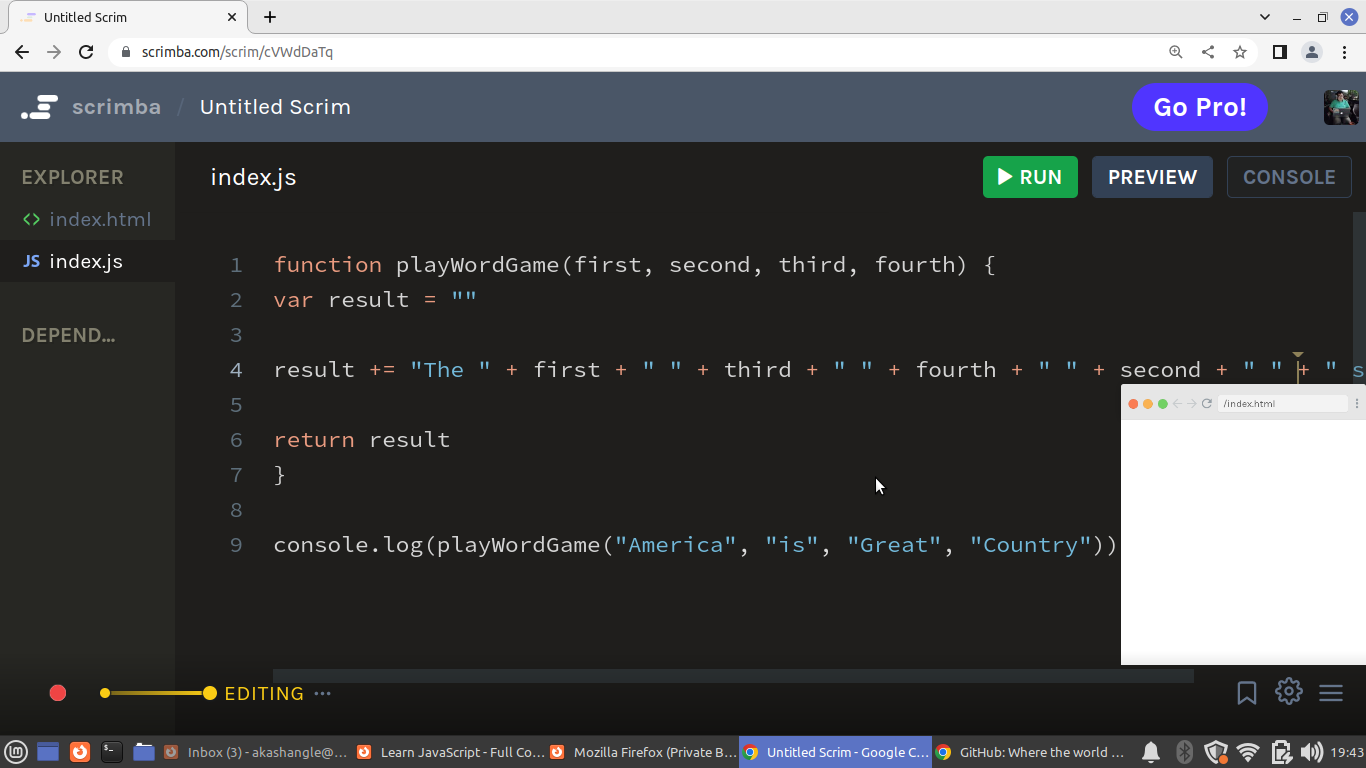 Untitled Scrim
scrimba.com/scrim/cVWdDaTq
scrimba / Untitled Scrim
Go Pro!
EXPLORER
index.html
JS index.js
DEPEND...
index.js
RUN
PREVIEW
CONSOLE
1 function playWordGame(first, second, third, fourth) {
2 var result = ""
3
4 result += "The " + first + " " + third + " " + fourth + " " + second + " " + " s
5
6 return result
7 }
8
9 console.log(playWordGame("America", "is", "Great", "Country"))
/index.html
EDITING ...
Inbox (3) - akashangle@...
Learn JavaScript - Full Co...
Mozilla Firefox (Private B...
Untitled Scrim - Google C...
GitHub: Where the world ...
19:43